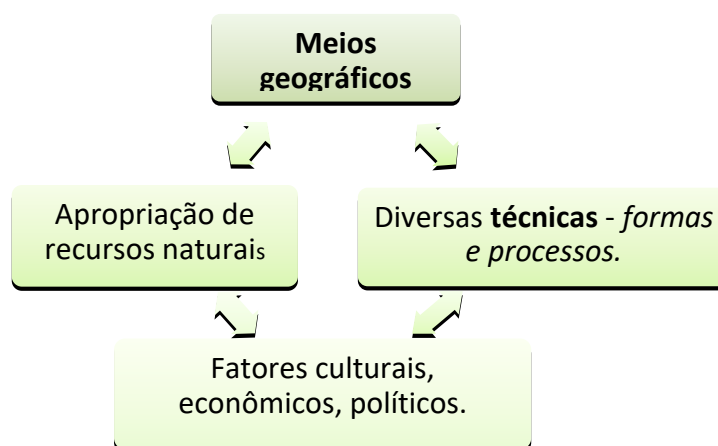 Meios
geográficos
Apropriação de
recursos naturais
Diversas técnicas - formas
e processos.
Fatores culturais,
econômicos, políticos.